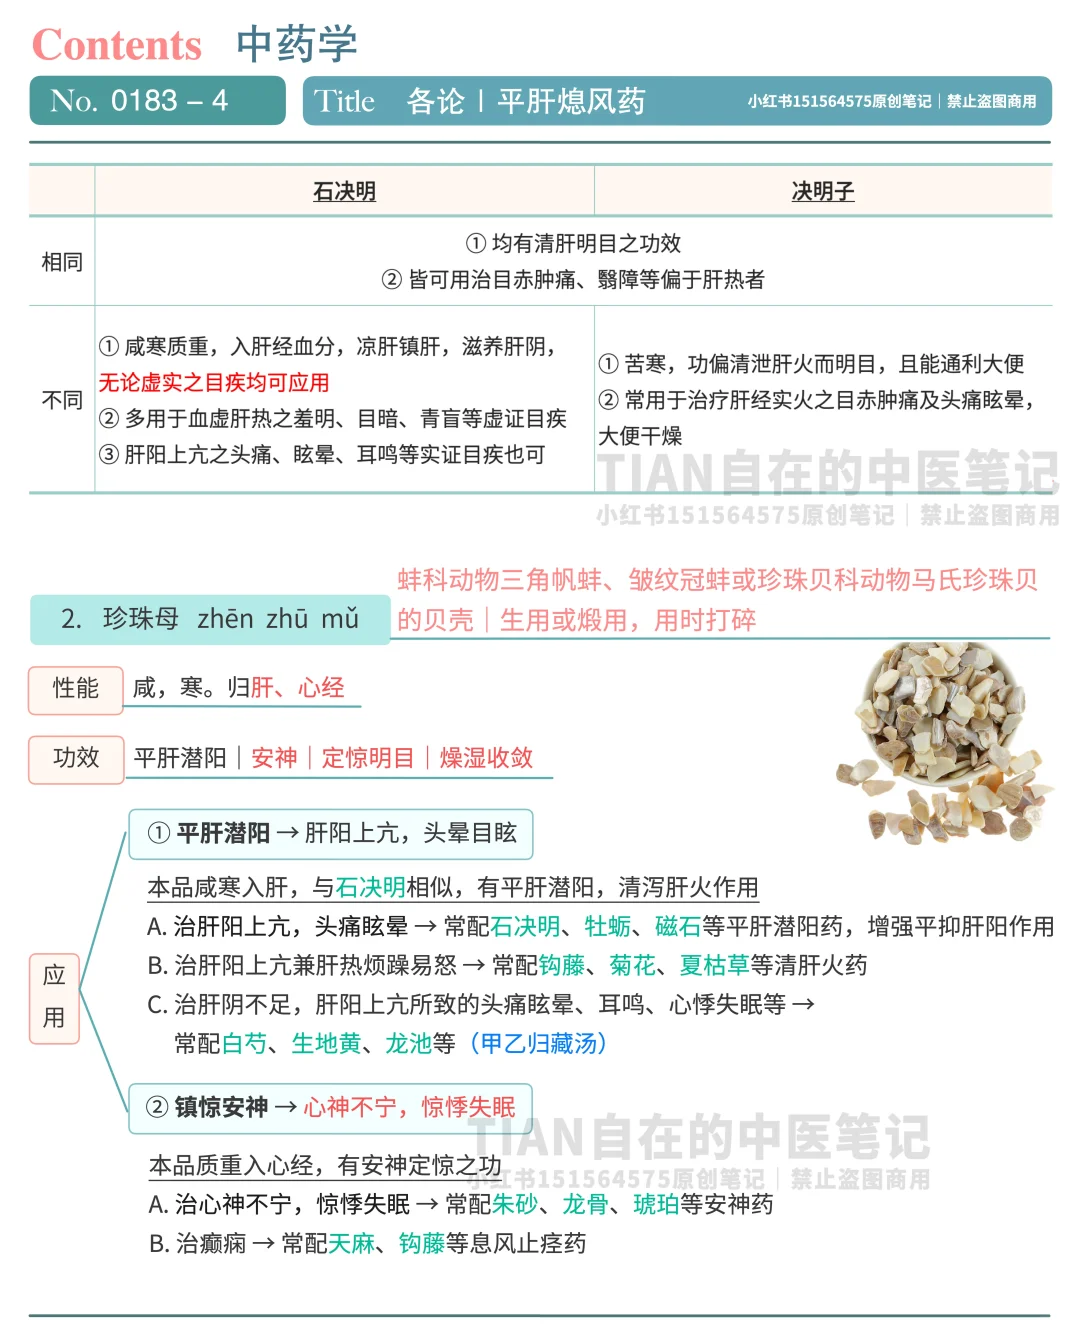 Contents 中药学
No. 0183 – 4 Title 各论｜平肝熄风药 小红书151564575原创笔记｜禁止盗图商用
石决明 决明子
相同
① 均有清肝明目之功效
② 皆可用治目赤肿痛、翳障等偏于肝热者
不同
① 咸寒质重，入肝经血分，凉肝镇肝，滋养肝阴，
无论虚实之目疾均可应用
② 多用于血虚肝热之羞明、目暗、青盲等虚证目疾
③ 肝阳上亢之头痛、眩晕、耳鸣等实证目疾也可
① 苦寒，功偏清泄肝火而明目，且能通利大便
② 常用于治疗肝经实火之目赤肿痛及头痛眩晕，
大便干燥
TIAN自在的中医笔记
小红书151564575原创笔记｜禁止盗图商用
2. 珍珠母 zhēn zhū mǔ
蚌科动物三角帆蚌、皱纹冠蚌或珍珠贝科动物马氏珍珠贝
的贝壳｜生用或煅用，用时打碎
性能 咸，寒。归肝、心经
功效 平肝潜阳｜安神｜定惊明目｜燥湿收敛
应用
① 平肝潜阳 → 肝阳上亢，头晕目眩
本品咸寒入肝，与石决明相似，有平肝潜阳，清泻肝火作用
A. 治肝阳上亢，头痛眩晕 → 常配石决明、牡蛎、磁石等平肝潜阳药，增强平抑肝阳作用
B. 治肝阳上亢兼肝热烦躁易怒 → 常配钩藤、菊花、夏枯草等清肝火药
C. 治肝阴不足，肝阳上亢所致的头痛眩晕、耳鸣、心悸失眠等 →
常配白芍、生地黄、龙池等（甲乙归藏汤）
② 镇惊安神 → 心神不宁，惊悸失眠
TIAN自在的中医笔记
小红书151564575原创笔记｜禁止盗图商用
本品质重入心经，有安神定惊之功
A. 治心神不宁，惊悸失眠 → 常配朱砂、龙骨、琥珀等安神药
B. 治癫痫 → 常配天麻、钩藤等息风止痉药